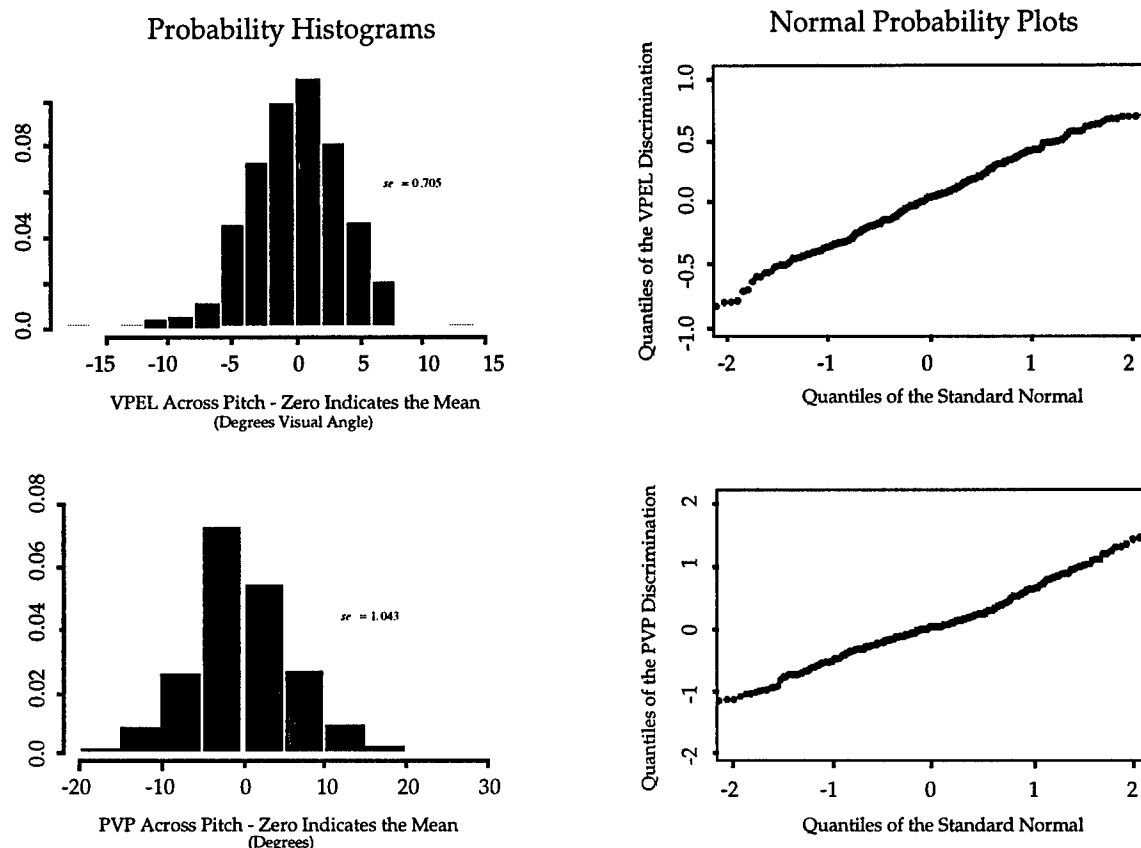 Probability Histograms
Normal Probability Plots
0.0 0.04 0.08
se = 0.705
-15 -10 -5 0 5 10 15
VPEL Across Pitch - Zero Indicates the Mean
(Degrees Visual Angle)
Quantiles of the VPEL Discrimination
-1.0 -0.5 0.0 0.5 1.0
-2 -1 0 1 2
Quantiles of the Standard Normal
0.0 0.02 0.04 0.06 0.08
se = 1.043
-20 -10 0 10 20 30
PVP Across Pitch - Zero Indicates the Mean
(Degrees)
Quantiles of the PVP Discrimination
-2 -1 0 1 2
-2 -1 0 1 2
Quantiles of the Standard Normal